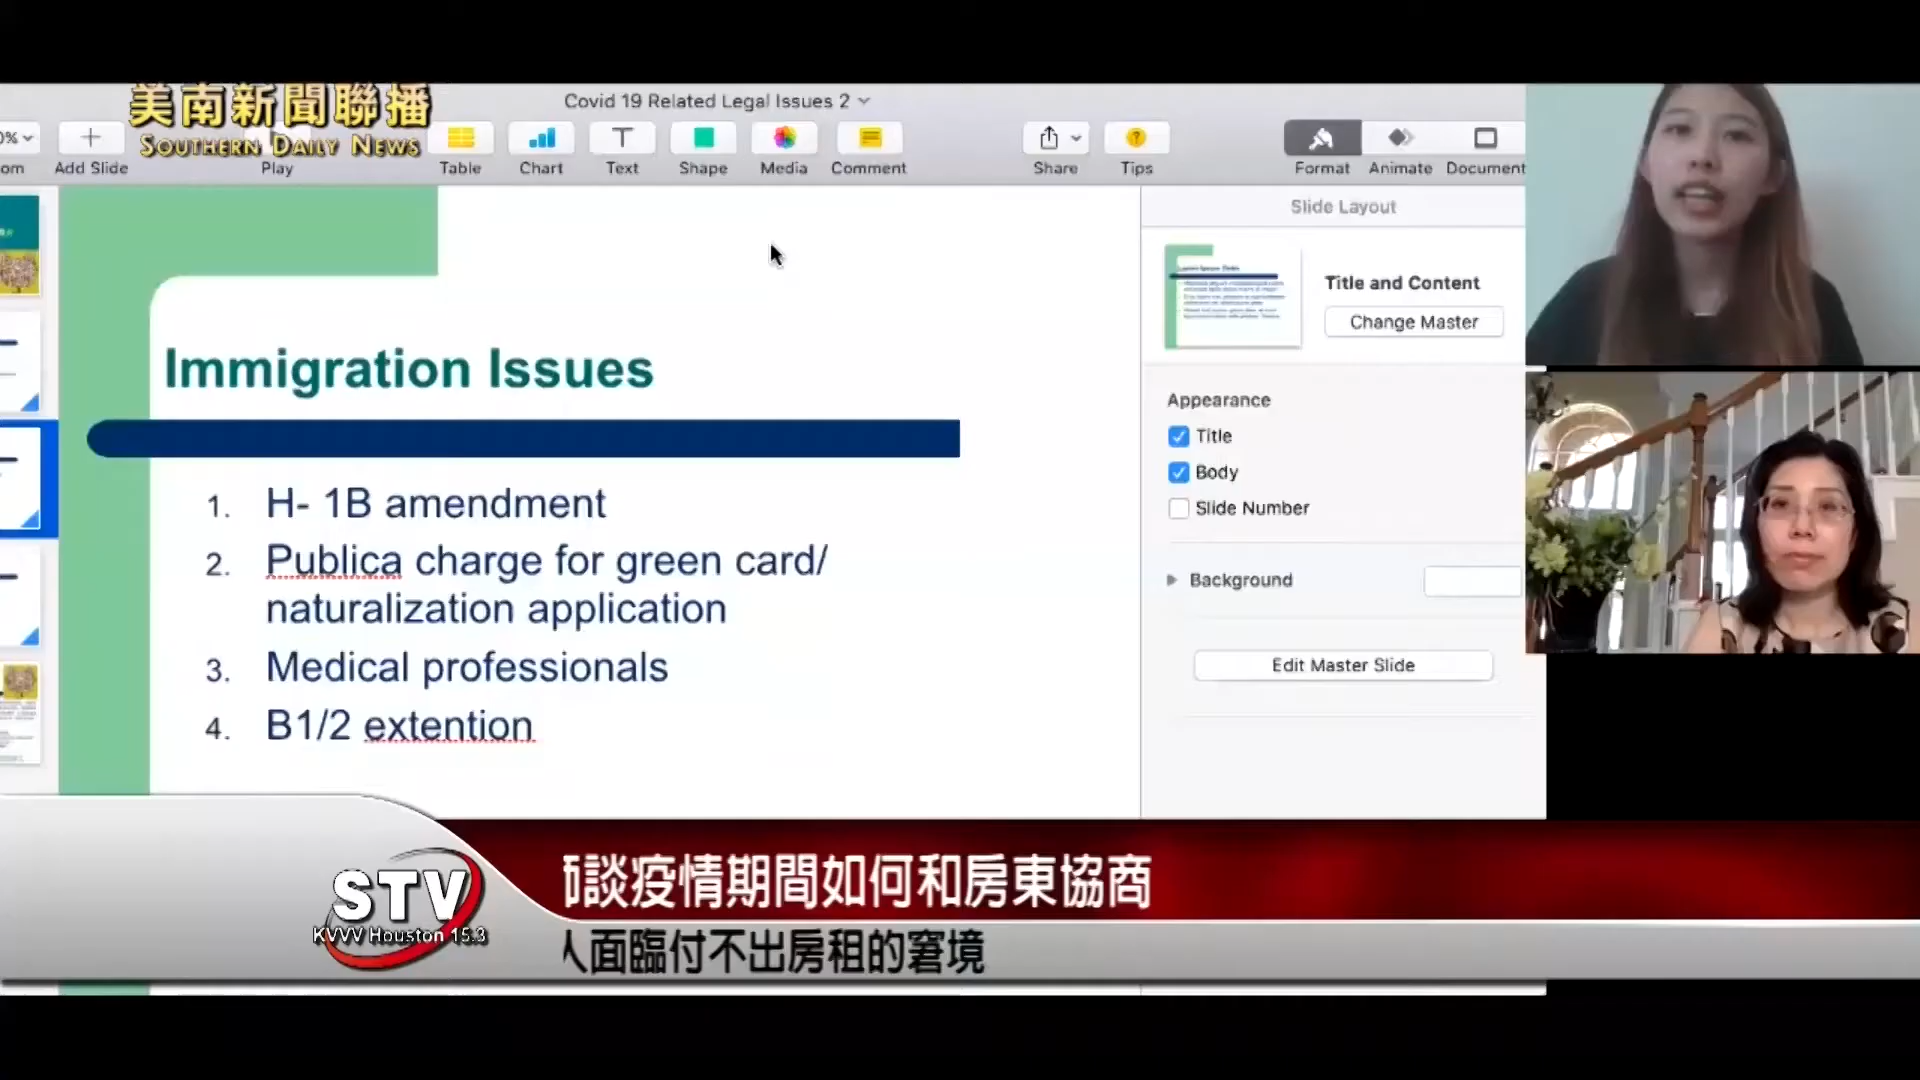 美南新聞聯播
SOUTHERN DAILY NEWS
Covid 19 Related Legal Issues 2
Add Slide
Play
Table
Chart
Text
Shape
Media
Comment
Share
Tips
Format
Animate
Document
Slide Layout
Title and Content
Change Master
Immigration Issues
Appearance
Title
Body
Slide Number
1. H- 1B amendment
2. Publica charge for green card/
naturalization application
3. Medical professionals
4. B1/2 extention
Background
Edit Master Slide
談疫情期間如何和房東協商
人面臨付不出房租的窘境
STV
KVVV Houston 15.3